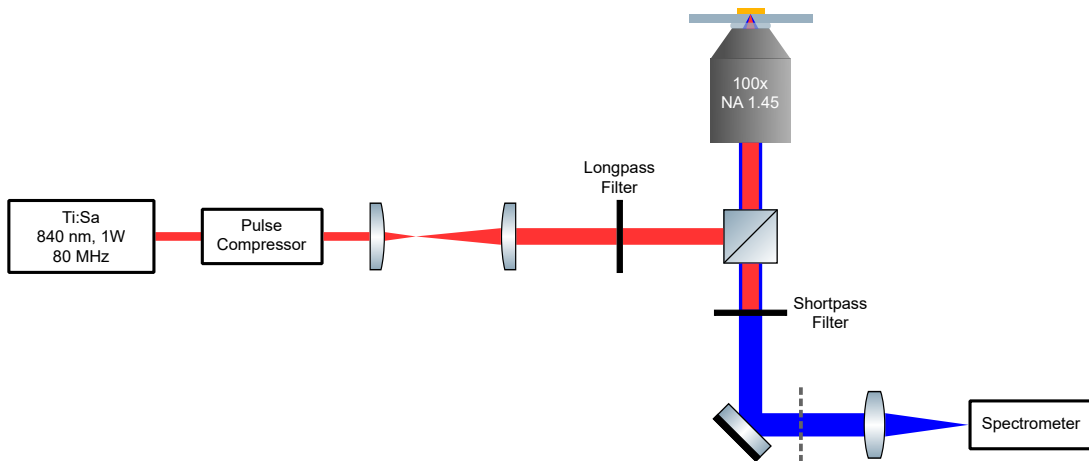 100x
NA 1.45
Longpass
Filter
Ti:Sa
840 nm, 1W
80 MHz
Pulse
Compressor
Shortpass
Filter
Spectrometer